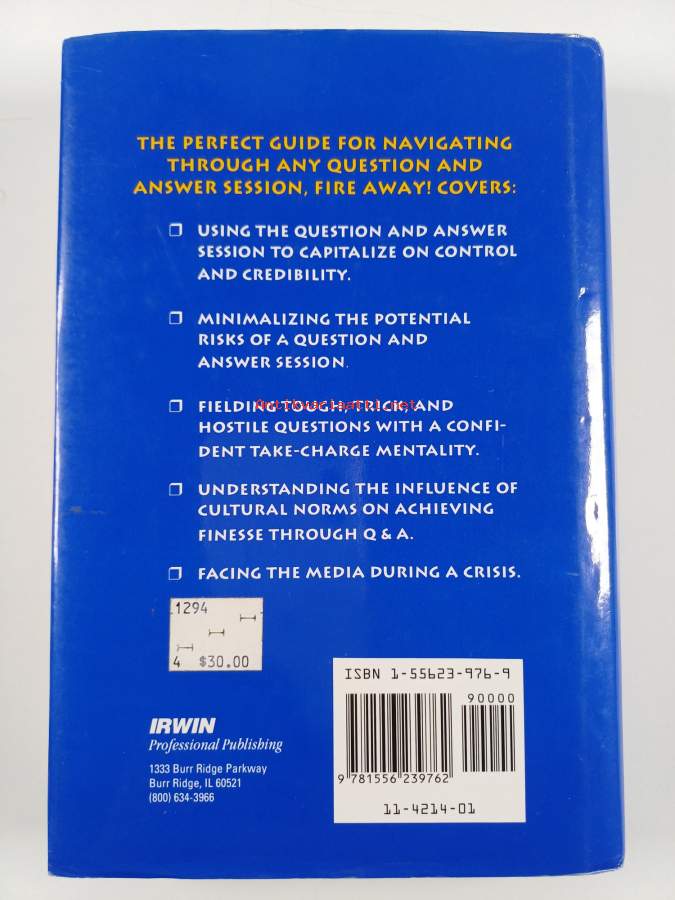 THE PERFECT GUIDE FOR NAVIGATING
THROUGH ANY QUESTION AND
ANSWER SESSION, FIRE AWAY! COVERS:
❒ USING THE QUESTION AND ANSWER
SESSION TO CAPITALIZE ON CONTROL
AND CREDIBILITY.
❒ MINIMALIZING THE POTENTIAL
RISKS OF A QUESTION AND
ANSWER SESSION.
❒ FIELDING TOUGH, TRICKY AND
Antikvariaatti.net
HOSTILE QUESTIONS WITH A CONFI-
DENT TAKE-CHARGE MENTALITY.
❒ UNDERSTANDING THE INFLUENCE OF
CULTURAL NORMS ON ACHIEVING
FINESSE THROUGH Q & A.
❒ FACING THE MEDIA DURING A CRISIS.
1294
4 $30.00
IRWIN
Professional Publishing
1333 Burr Ridge Parkway
Burr Ridge, IL 60521
(800) 634-3966
ISBN 1-55623-976-9
90000
9 781556 239762
11-4214-01